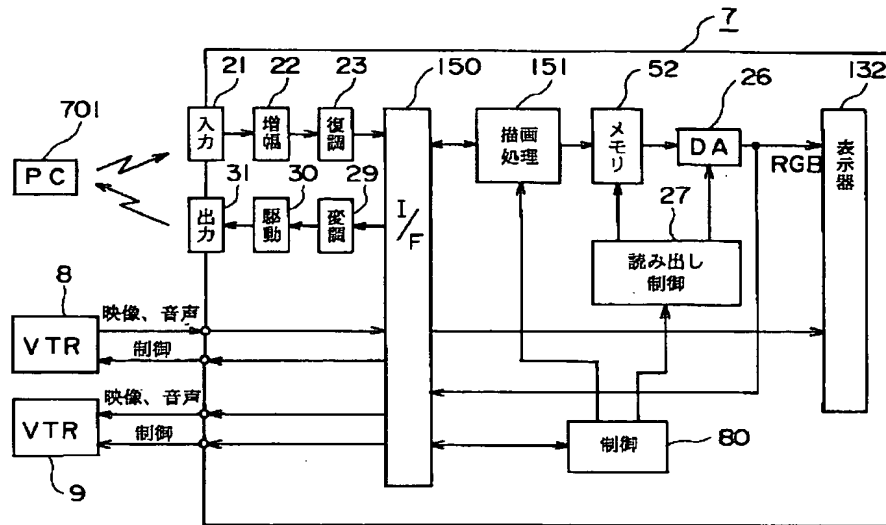 7
21
22
23
150
151
52
26
132
701
PC
入力
増幅
復調
I/F
描画
処理
メモリ
DA
RGB
表示器
31
30
29
出力
駆動
変調
27
読み出し
制御
8
VTR
映像、音声
制御
VTR
映像、音声
制御
9
制御
80